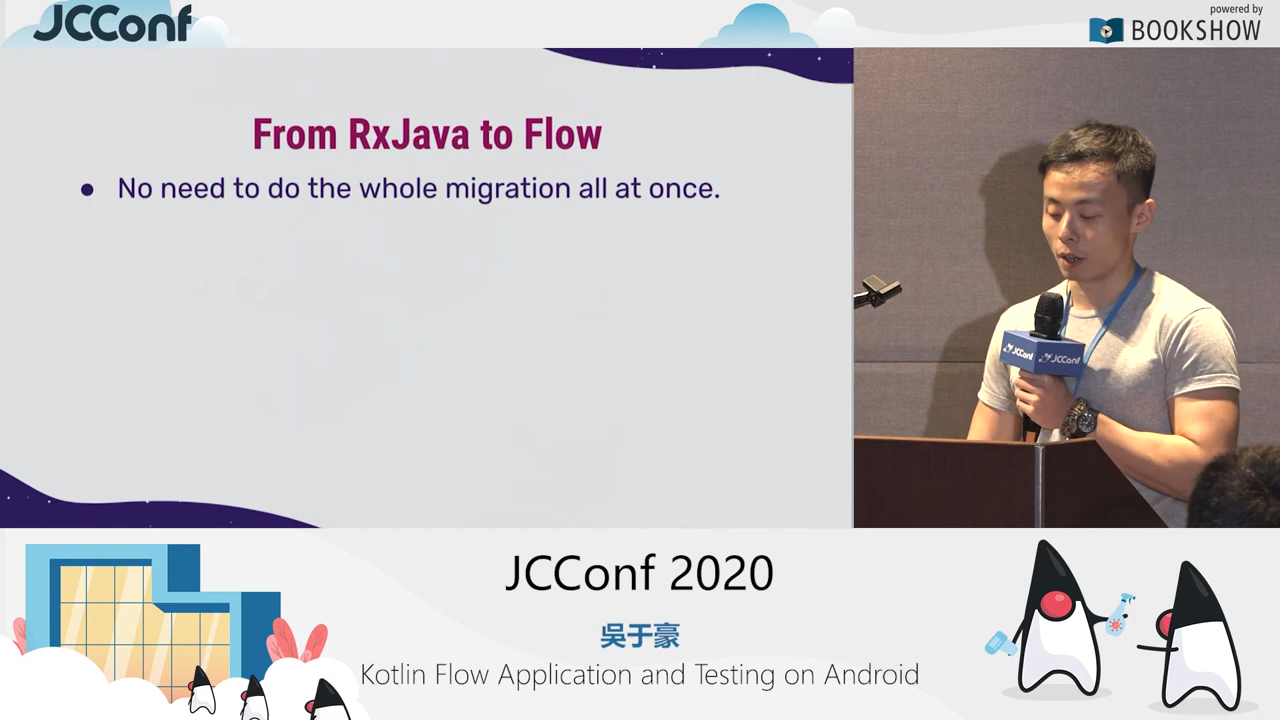 JCConf
powered by
BOOKSHOW
From RxJava to Flow
● No need to do the whole migration all at once.
JCConf JCConf
JCConf 2020
吳于豪
Kotlin Flow Application and Testing on Android